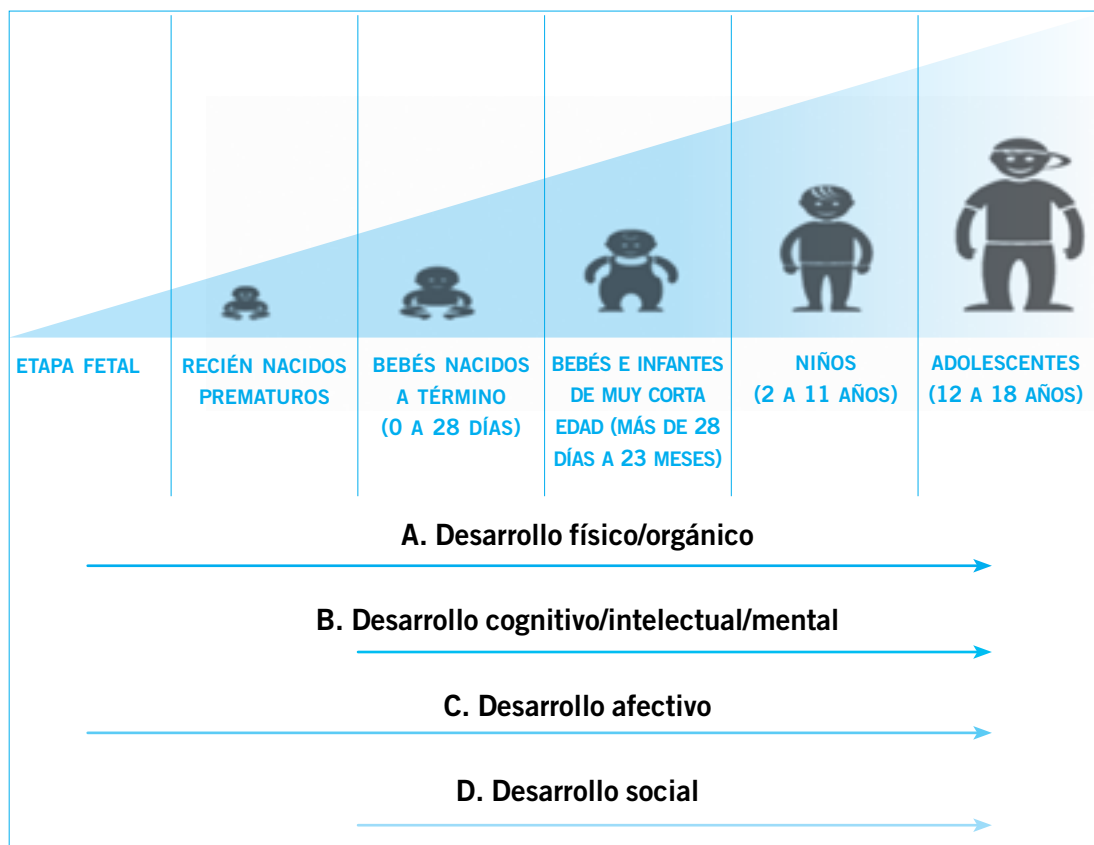 ETAPA FETAL
RECIÉN NACIDOS
PREMATUROS
BEBÉS NACIDOS
A TÉRMINO
(0 A 28 DÍAS)
BEBÉS E INFANTES
DE MUY CORTA
EDAD (MÁS DE 28
DÍAS A 23 MESES)
NIÑOS
(2 A 11 AÑOS)
ADOLESCENTES
(12 A 18 AÑOS)
A. Desarrollo físico/orgánico
B. Desarrollo cognitivo/intelectual/mental
C. Desarrollo afectivo
D. Desarrollo social